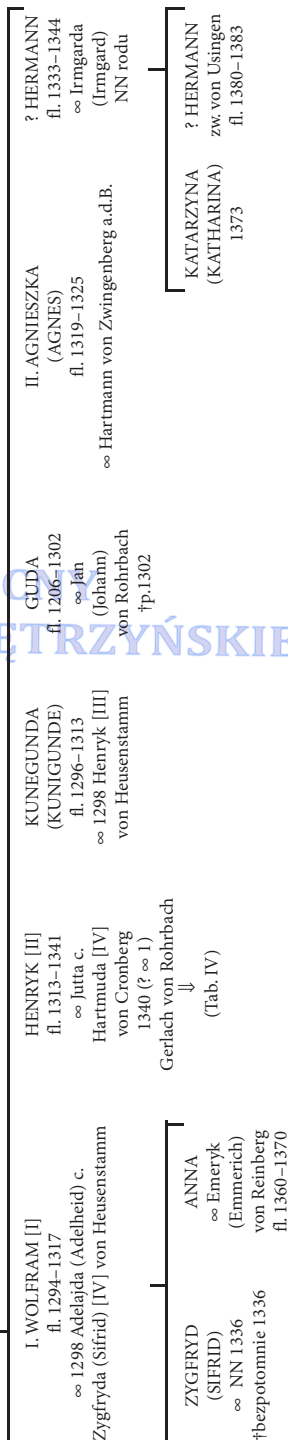 I. WOLFRAM [I]
fl. 1294–1317
∞ 1298 Adelajda (Adelheid) c.
Zygfryda (Sifrid) [IV] von Heusenstamm
HENRYK [II]
fl. 1313–1341
∞ Jutta c.
Hartmuda [IV]
von Cronberg
1340 (? ∞ 1)
Gerlach von Rohrbach
⇓
(Tab. IV)
KUNEGUNDA
(KUNIGUNDE)
fl. 1296–1313
∞ 1298 Henryk [III]
von Heusenstamm
GUDA
fl. 1206–1302
∞ Jan
(Johann)
von Rohrbach
†p.1302
II. AGNIESZKA
(AGNES)
fl. 1319–1325
∞ Hartmann von Zwingenberg a.d.B.
? HERMANN
fl. 1333–1344
∞ Irmgarda
(Irmgard)
NN rodu
ZYGFRYD
(SIFRID)
∞ NN 1336
†bezpotomnie 1336
ANNA
∞ Emeryk
(Emmerich)
von Reinberg
fl. 1360–1370
KATARZYNA
(KATHARINA)
1373
? HERMANN
zw. von Usingen
fl. 1380–1383
ĘTRZYŃSKIE